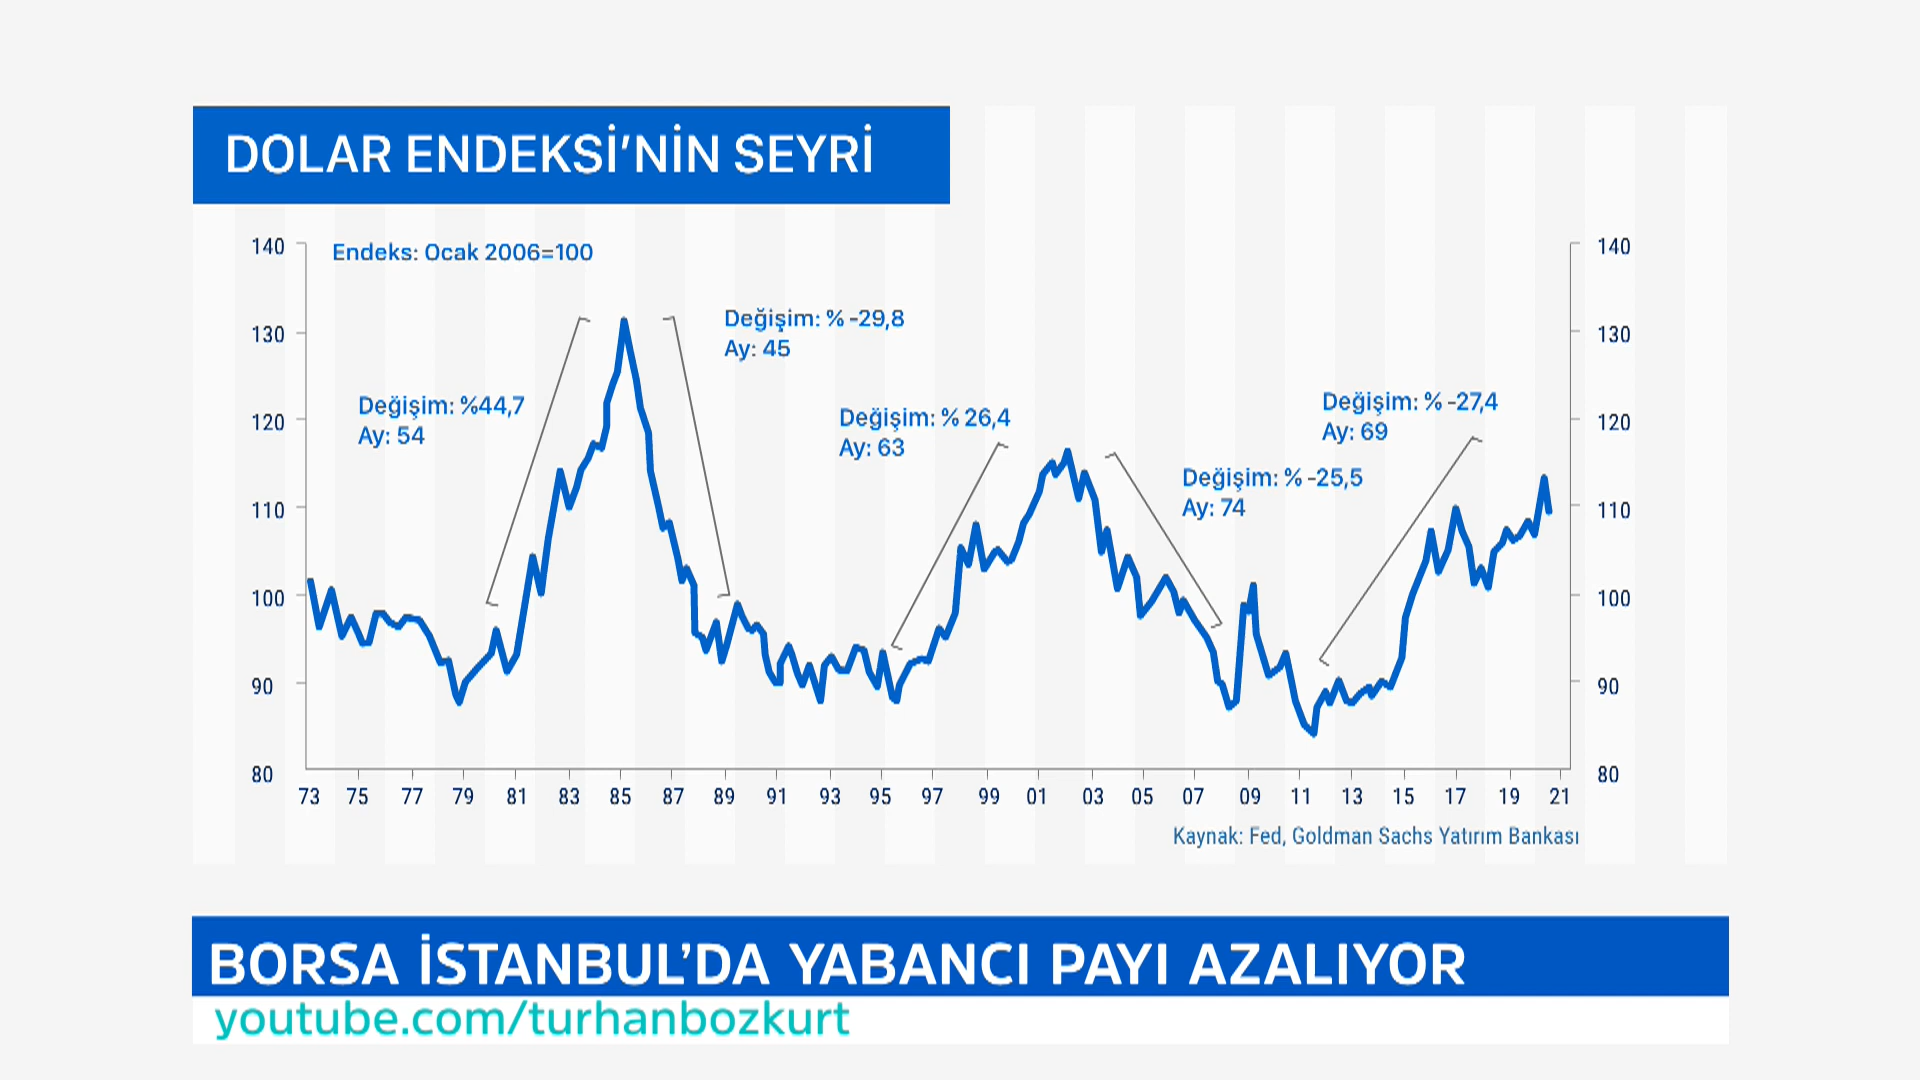 DOLAR ENDEKSİ'NİN SEYRİ
Endeks: Ocak 2006=100
140
130
120
110
100
90
80
140
130
120
110
100
90
80
Değişim: %44,7
Ay: 54
Değişim: % -29,8
Ay: 45
Değişim: % 26,4
Ay: 63
Değişim: % -25,5
Ay: 74
Değişim: % -27,4
Ay: 69
73 75 77 79 81 83 85 87 89 91 93 95 97 99 01 03 05 07 09 11 13 15 17 19 21
Kaynak: Fed, Goldman Sachs Yatırım Bankası
BORSA İSTANBUL'DA YABANCI PAYI AZALIYOR
youtube.com/turhanbozkurt